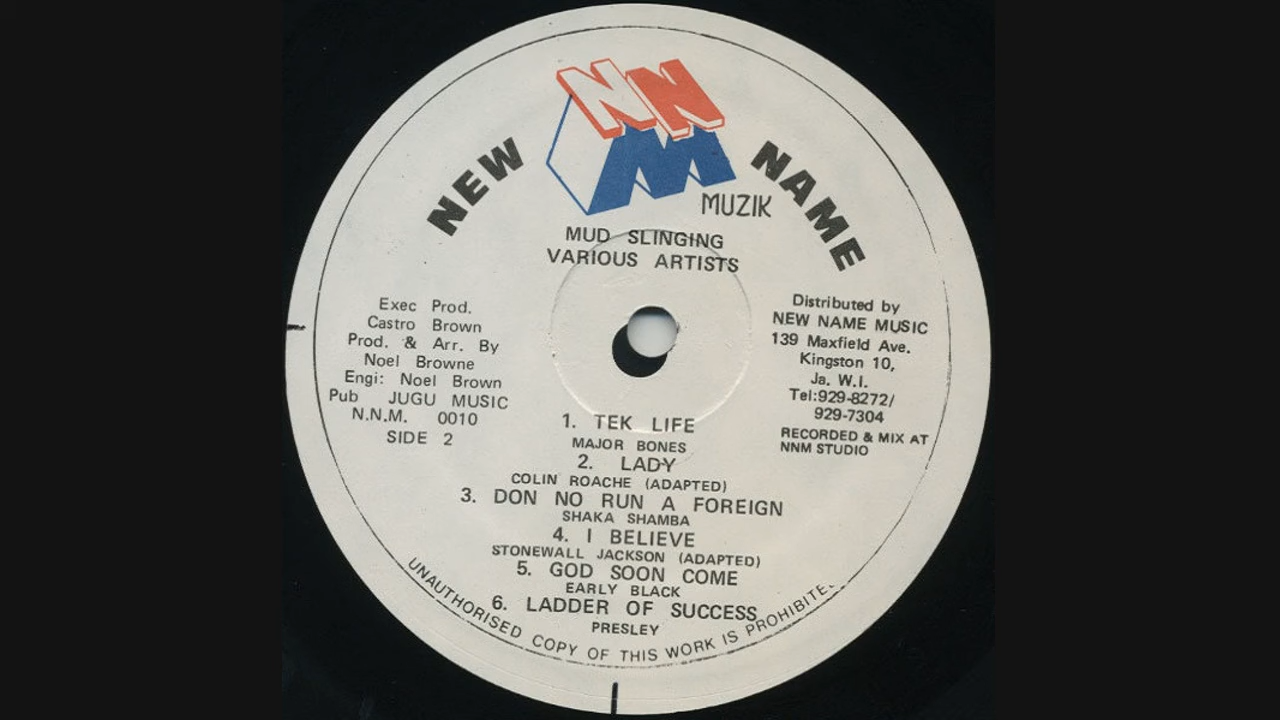 NEW NAME
NNM
MUZIK
MUD SLINGING
VARIOUS ARTISTS
Exec Prod.
Castro Brown
Prod. & Arr. By
Noel Browne
Engi: Noel Brown
Pub JUGU MUSIC
N.N.M. 0010
SIDE 2
Distributed by
NEW NAME MUSIC
139 Maxfield Ave.
Kingston 10,
Ja. W.I.
Tel:929-8272/
929-7304
RECORDED & MIX AT
NNM STUDIO
1. TEK LIFE
MAJOR BONES
2. LADY
COLIN ROACHE (ADAPTED)
3. DON NO RUN A FOREIGN
SHAKA SHAMBA
4. I BELIEVE
STONEWALL JACKSON (ADAPTED)
5. GOD SOON COME
EARLY BLACK
6. LADDER OF SUCCESS
PRESLEY
UNAUTHORISED COPY OF THIS WORK IS PROHIBITE